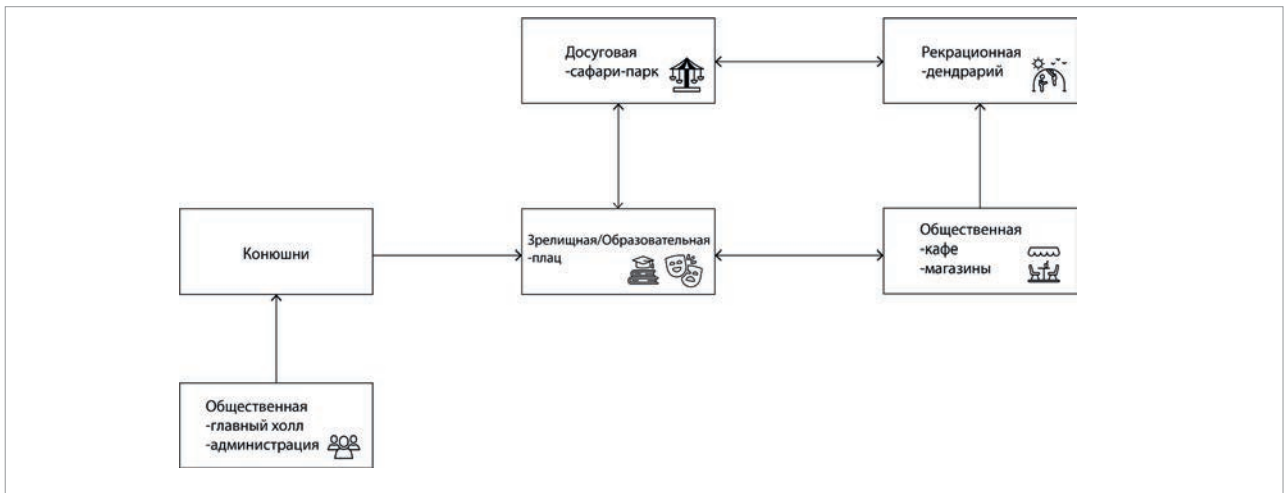 Досуговая
-сафари-парк
Рекрационная
-дендрарий
Конюшни
Зрелищная/Образовательная
-плац
Общественная
-кафе
-магазины
Общественная
-главный холл
-администрация